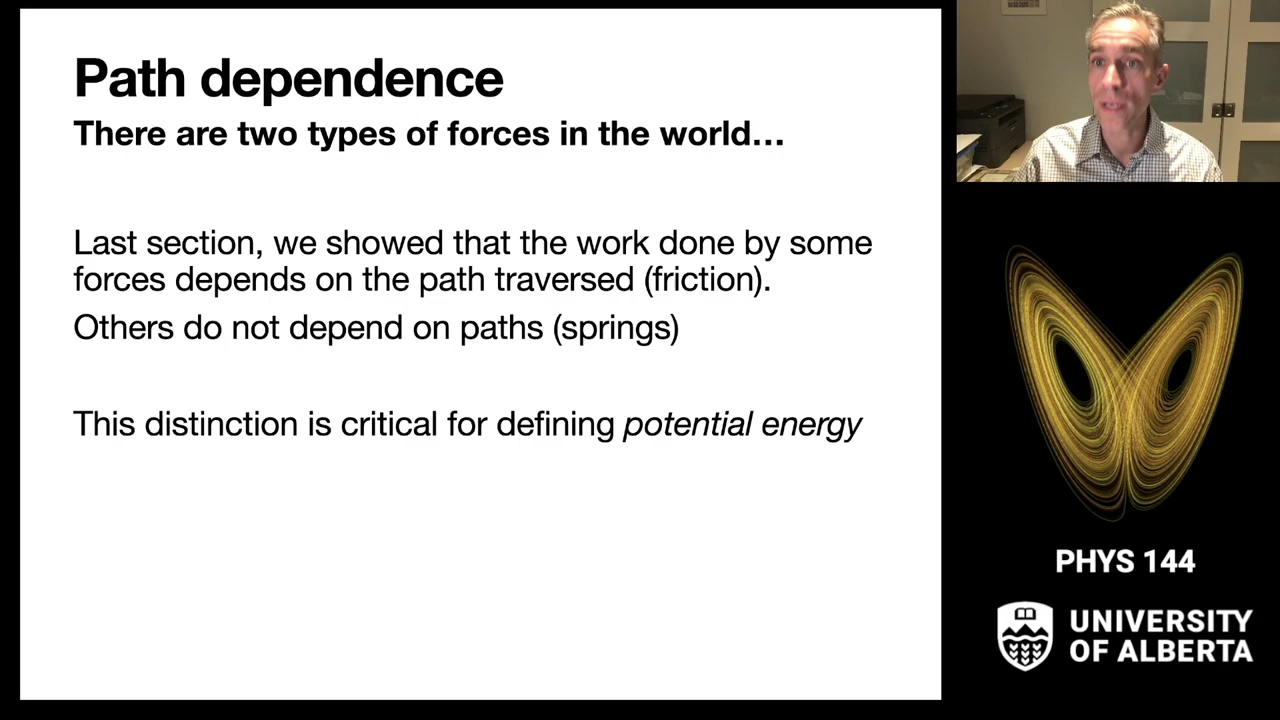 Path dependence
There are two types of forces in the world…
Last section, we showed that the work done by some
forces depends on the path traversed (friction).
Others do not depend on paths (springs)
This distinction is critical for defining potential energy
PHYS 144
UNIVERSITY
OF ALBERTA